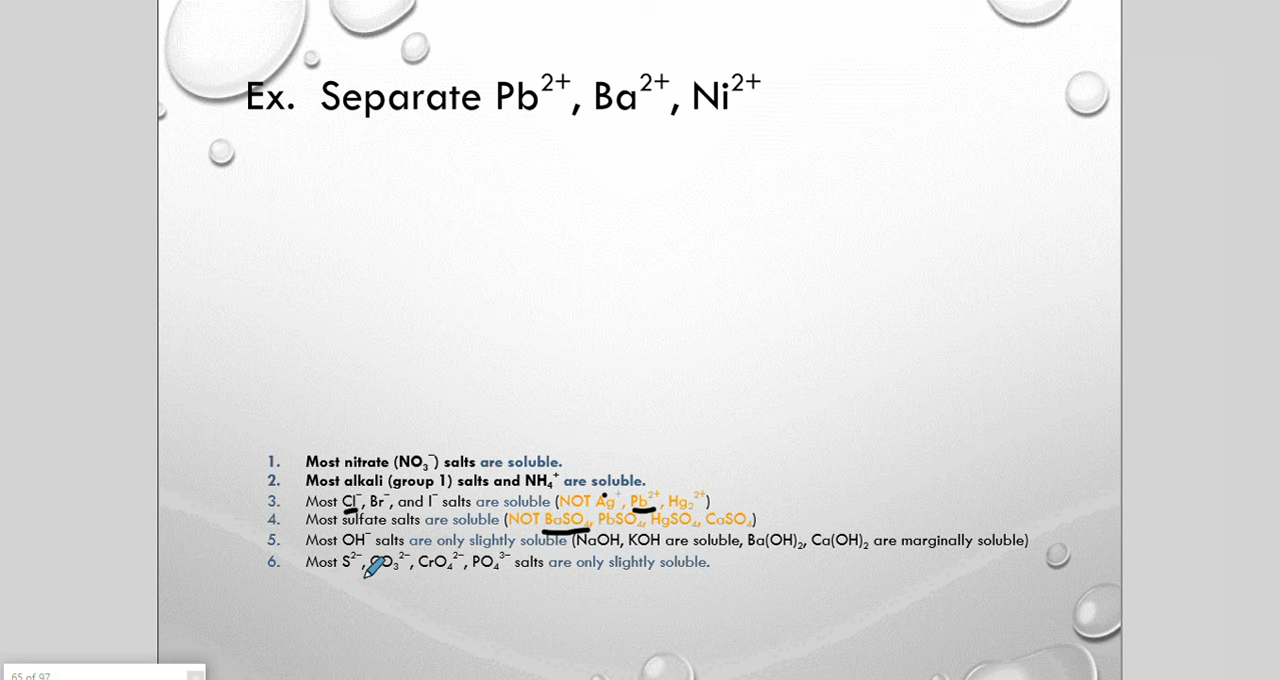 Ex. Separate Pb²⁺, Ba²⁺, Ni²⁺
1. Most nitrate (NO₃⁻) salts are soluble.
2. Most alkali (group 1) salts and NH₄⁺ are soluble.
3. Most Cl⁻, Br⁻, and I⁻ salts are soluble (NOT Ag⁺, Pb²⁺, Hg₂²⁺)
4. Most sulfate salts are soluble (NOT BaSO₄, PbSO₄, HgSO₄, CaSO₄)
5. Most OH⁻ salts are only slightly soluble (NaOH, KOH are soluble, Ba(OH)₂, Ca(OH)₂ are marginally soluble)
6. Most S²⁻, CO₃²⁻, CrO₄²⁻, PO₄³⁻ salts are only slightly soluble.
65 of 97